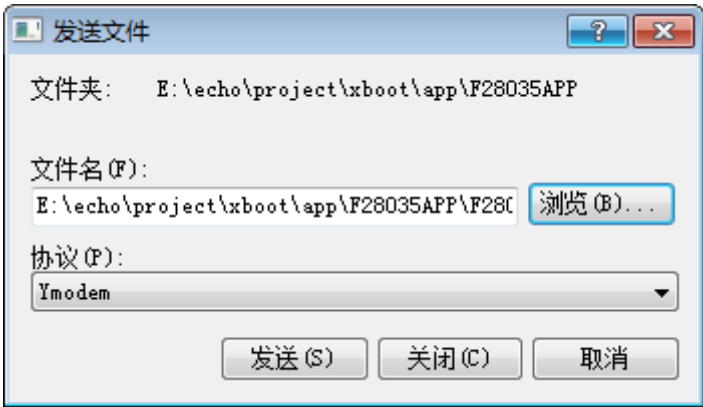 发送文件
文件夹: E:\echo\project\xboot\app\F28035APP
文件名(F):
E:\echo\project\xboot\app\F28035APP\F280 浏览(B)...
协议(P):
Ymodem
发送(S) 关闭(C) 取消